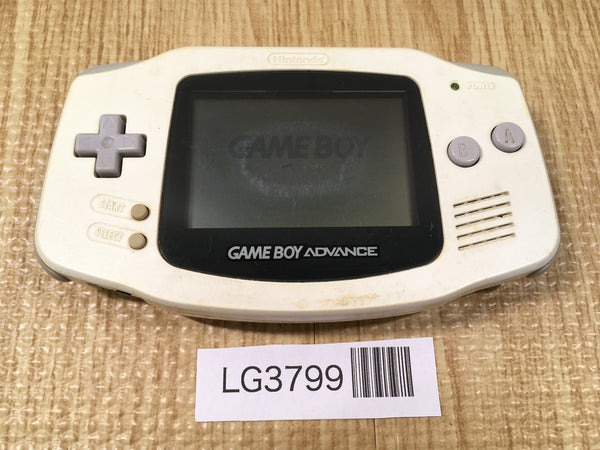 Nintendo
POWER
GAME BOY
B
A
START
SELECT
GAME BOY ADVANCE
LG3799